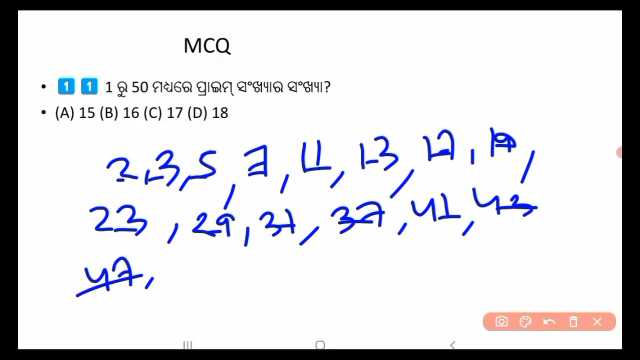 MCQ
• 1️⃣ 1️⃣ 1 ରୁ 50 ମଧ୍ୟରେ ପ୍ରାଇମ୍ ସଂଖ୍ୟାର ସଂଖ୍ୟା?
• (A) 15 (B) 16 (C) 17 (D) 18
2, 3, 5, 7, 11, 13, 17, 19,
23, 29, 31, 37, 41, 43
47,